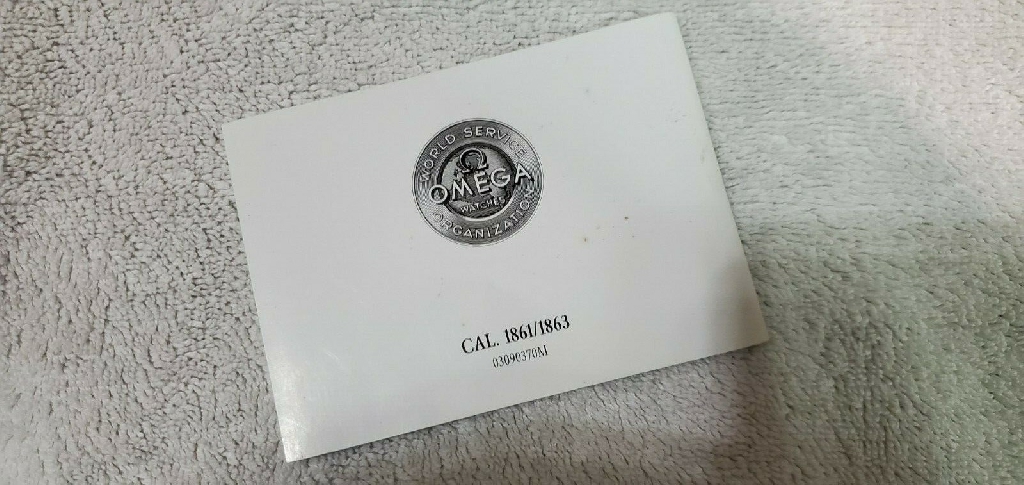 WORLD SERVICE
Ω
OMEGA
WATCHES
ORGANIZATION
CAL. 1861/1863
03090370M